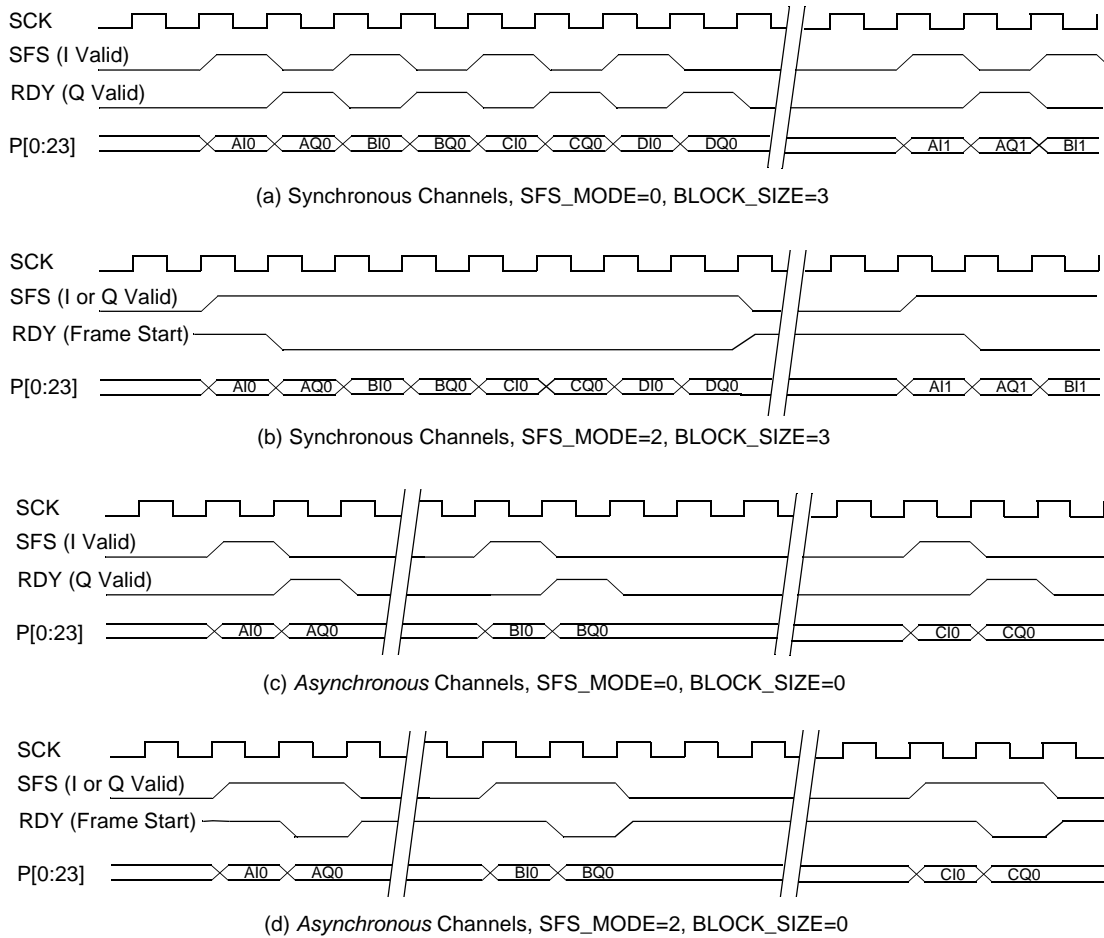 SCK
SFS (I Valid)
RDY (Q Valid)
P[0:23] AI0 AQ0 BI0 BQ0 CI0 CQ0 DI0 DQ0 AI1 AQ1 BI1
(a) Synchronous Channels, SFS_MODE=0, BLOCK_SIZE=3
SCK
SFS (I or Q Valid)
RDY (Frame Start)
P[0:23] AI0 AQ0 BI0 BQ0 CI0 CQ0 DI0 DQ0 AI1 AQ1 BI1
(b) Synchronous Channels, SFS_MODE=2, BLOCK_SIZE=3
SCK
SFS (I Valid)
RDY (Q Valid)
P[0:23] AI0 AQ0 BI0 BQ0 CI0 CQ0
(c) Asynchronous Channels, SFS_MODE=0, BLOCK_SIZE=0
SCK
SFS (I or Q Valid)
RDY (Frame Start)
P[0:23] AI0 AQ0 BI0 BQ0 CI0 CQ0
(d) Asynchronous Channels, SFS_MODE=2, BLOCK_SIZE=0